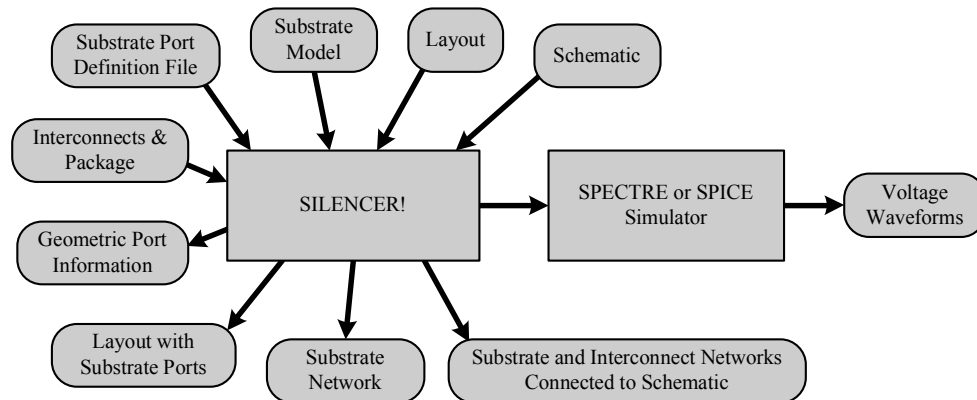 Substrate Port
Definition File
Substrate
Model
Layout
Schematic
Interconnects &
Package
SILENCER!
SPECTRE or SPICE
Simulator
Voltage
Waveforms
Geometric Port
Information
Layout with
Substrate Ports
Substrate
Network
Substrate and Interconnect Networks
Connected to Schematic